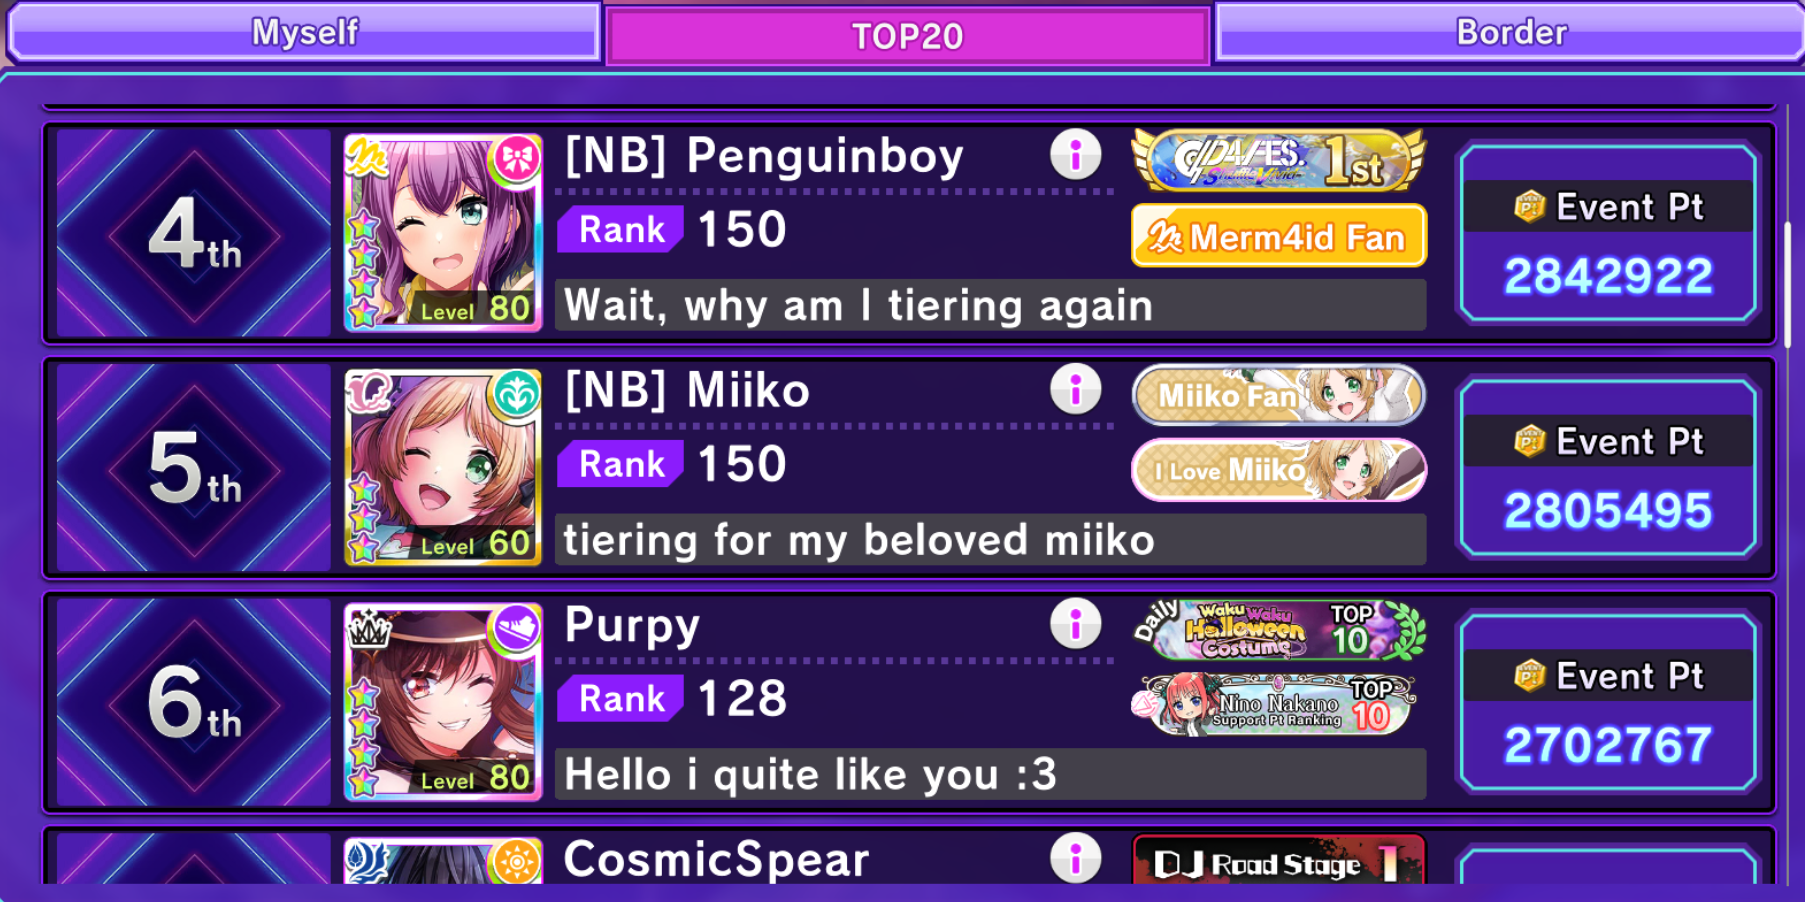 Myself
TOP20
Border
4th
[NB] Penguinboy
Rank 150
Level 80
Wait, why am I tiering again
D4 FES. 1st
Merm4id Fan
Event Pt
2842922
5th
[NB] Miiko
Rank 150
Level 60
tiering for my beloved miiko
Miiko Fan
I Love Miiko
Event Pt
2805495
6th
Purpy
Rank 128
Level 80
Hello i quite like you :3
Daily Waku Waku Halloween Costume TOP 10
Nino Nakano Support Pt Ranking TOP 10
Event Pt
2702767
CosmicSpear
DJ Road Stage 1